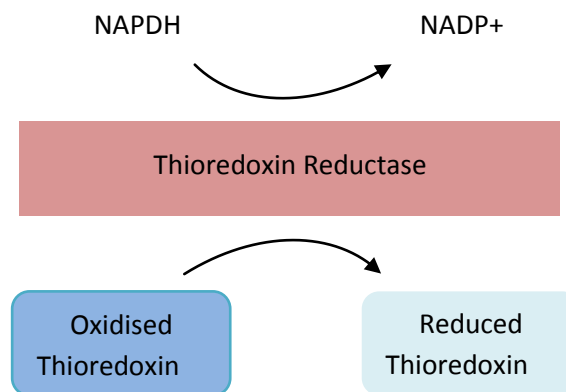 NAPDH
NADP+
Thioredoxin Reductase
Oxidised
Thioredoxin
Reduced
Thioredoxin